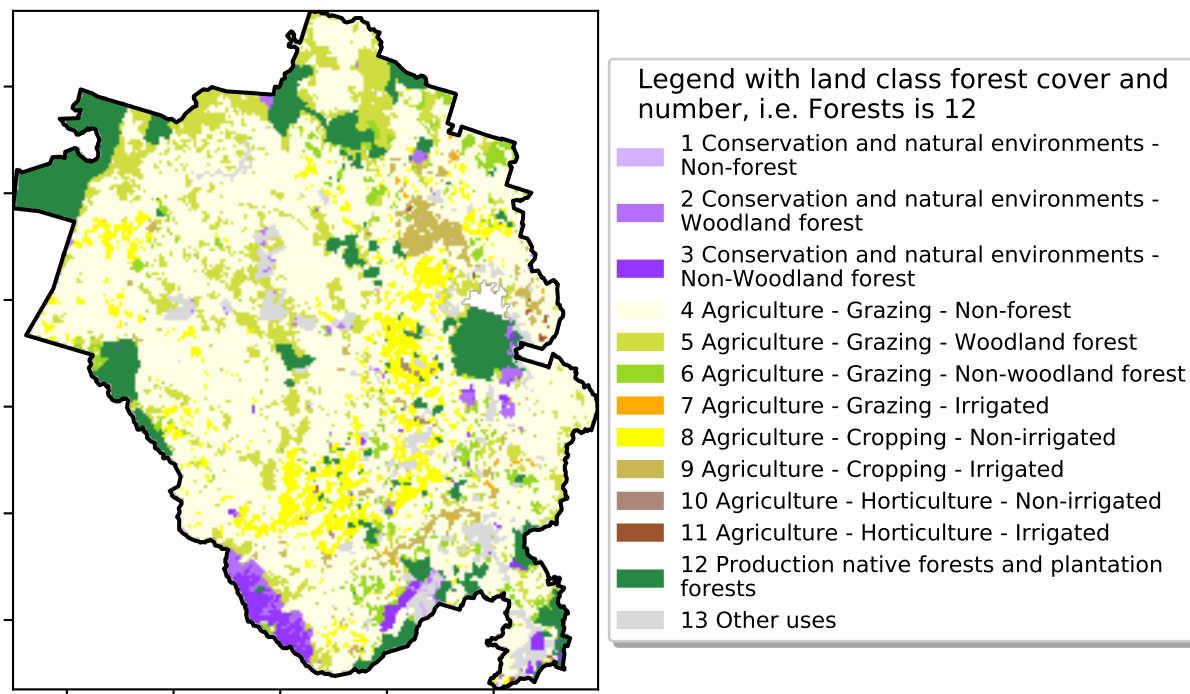 Legend with land class forest cover and
number, i.e. Forests is 12
1 Conservation and natural environments -
Non-forest
2 Conservation and natural environments -
Woodland forest
3 Conservation and natural environments -
Non-Woodland forest
4 Agriculture - Grazing - Non-forest
5 Agriculture - Grazing - Woodland forest
6 Agriculture - Grazing - Non-woodland forest
7 Agriculture - Grazing - Irrigated
8 Agriculture - Cropping - Non-irrigated
9 Agriculture - Cropping - Irrigated
10 Agriculture - Horticulture - Non-irrigated
11 Agriculture - Horticulture - Irrigated
12 Production native forests and plantation
forests
13 Other uses